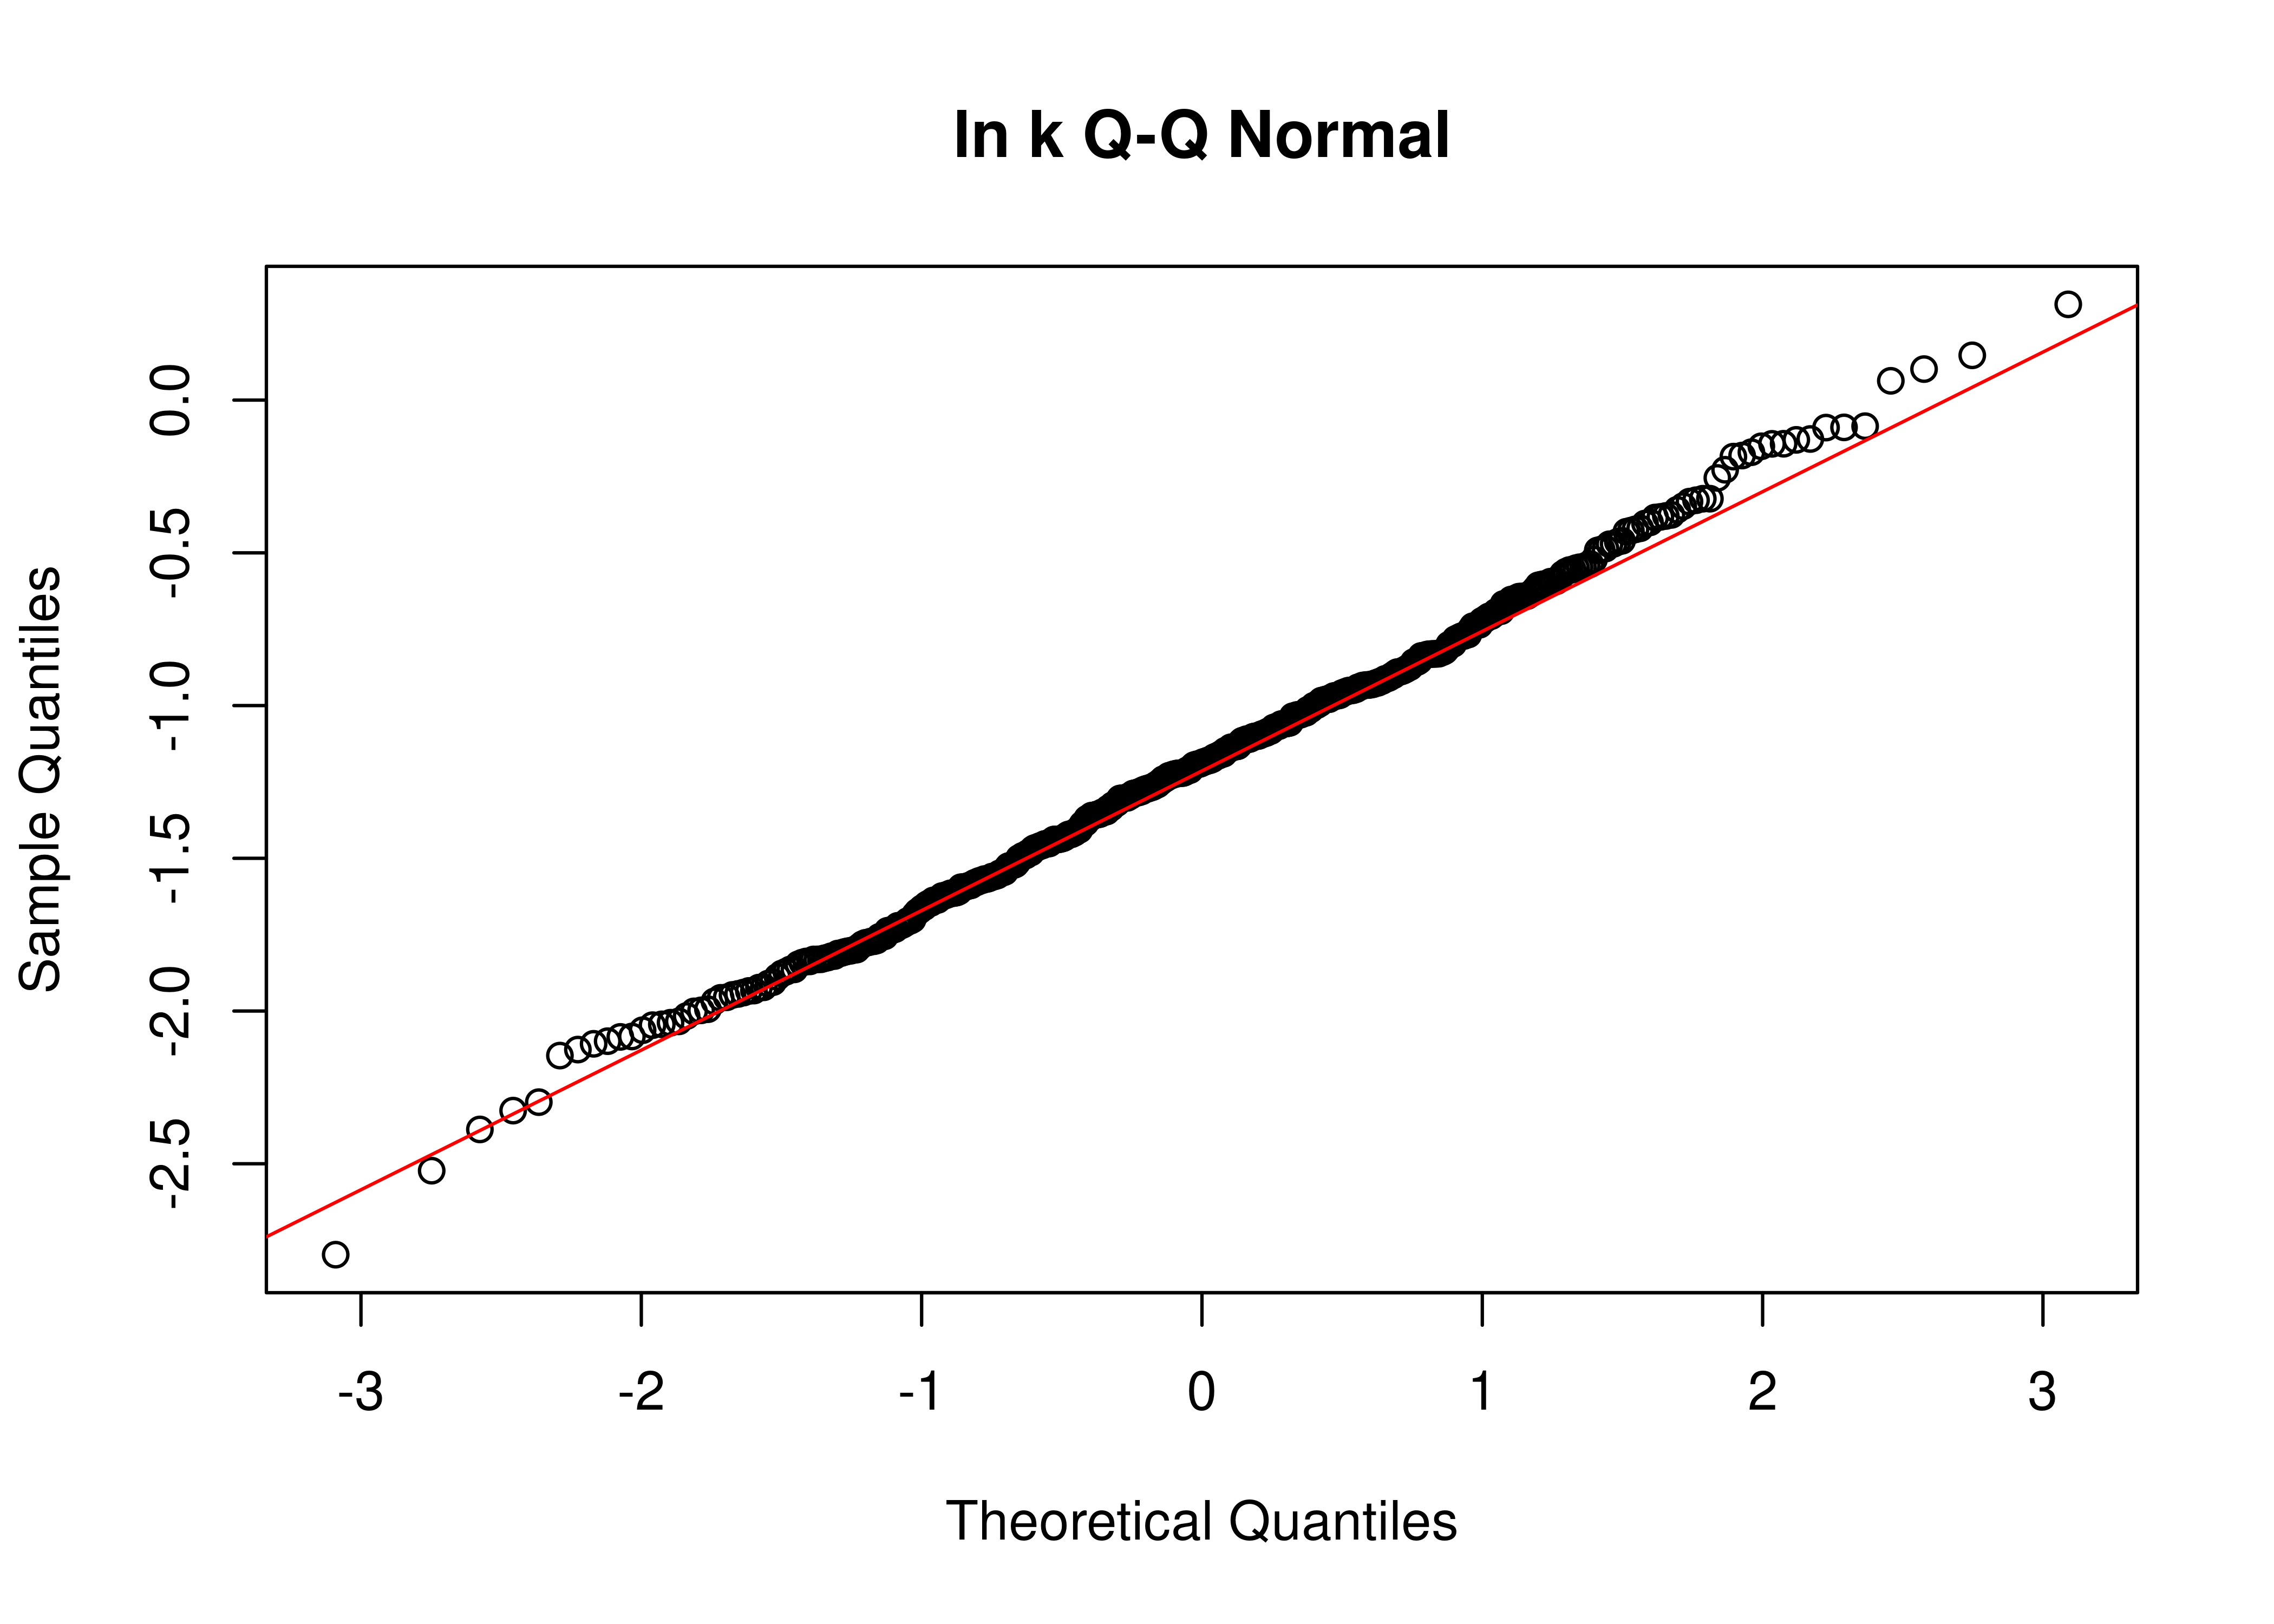 ln k Q-Q Normal
Sample Quantiles
0.0
-0.5
-1.0
-1.5
-2.0
-2.5
-3 -2 -1 0 1 2 3
Theoretical Quantiles